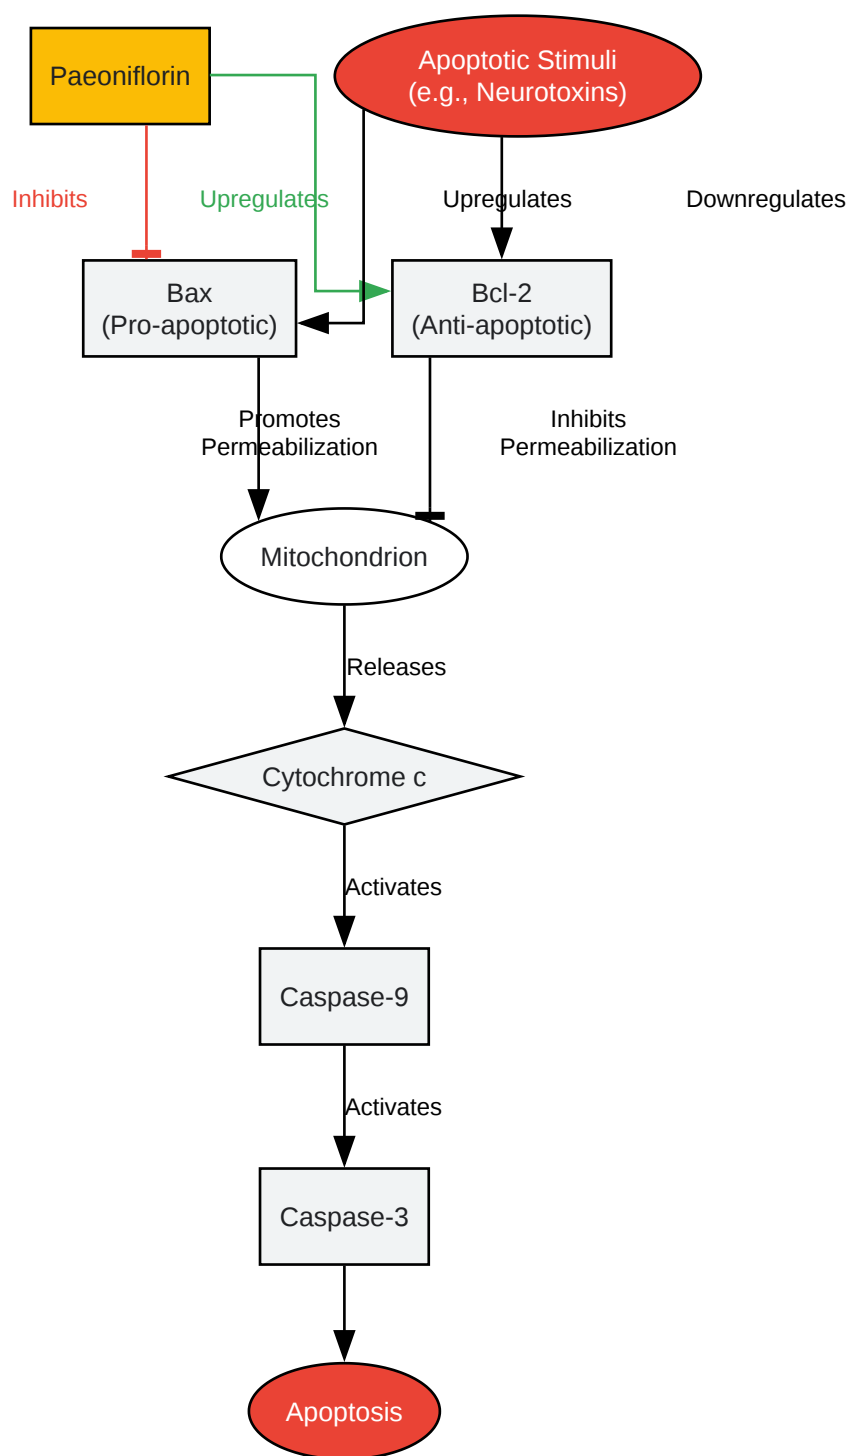 Paeoniflorin
Apoptotic Stimuli
(e.g., Neurotoxins)
Inhibits
Upregulates
Upregulates
Downregulates
Bax
(Pro-apoptotic)
Bcl-2
(Anti-apoptotic)
Promotes
Permeabilization
Inhibits
Permeabilization
Mitochondrion
Releases
Cytochrome c
Activates
Caspase-9
Activates
Caspase-3
Apoptosis